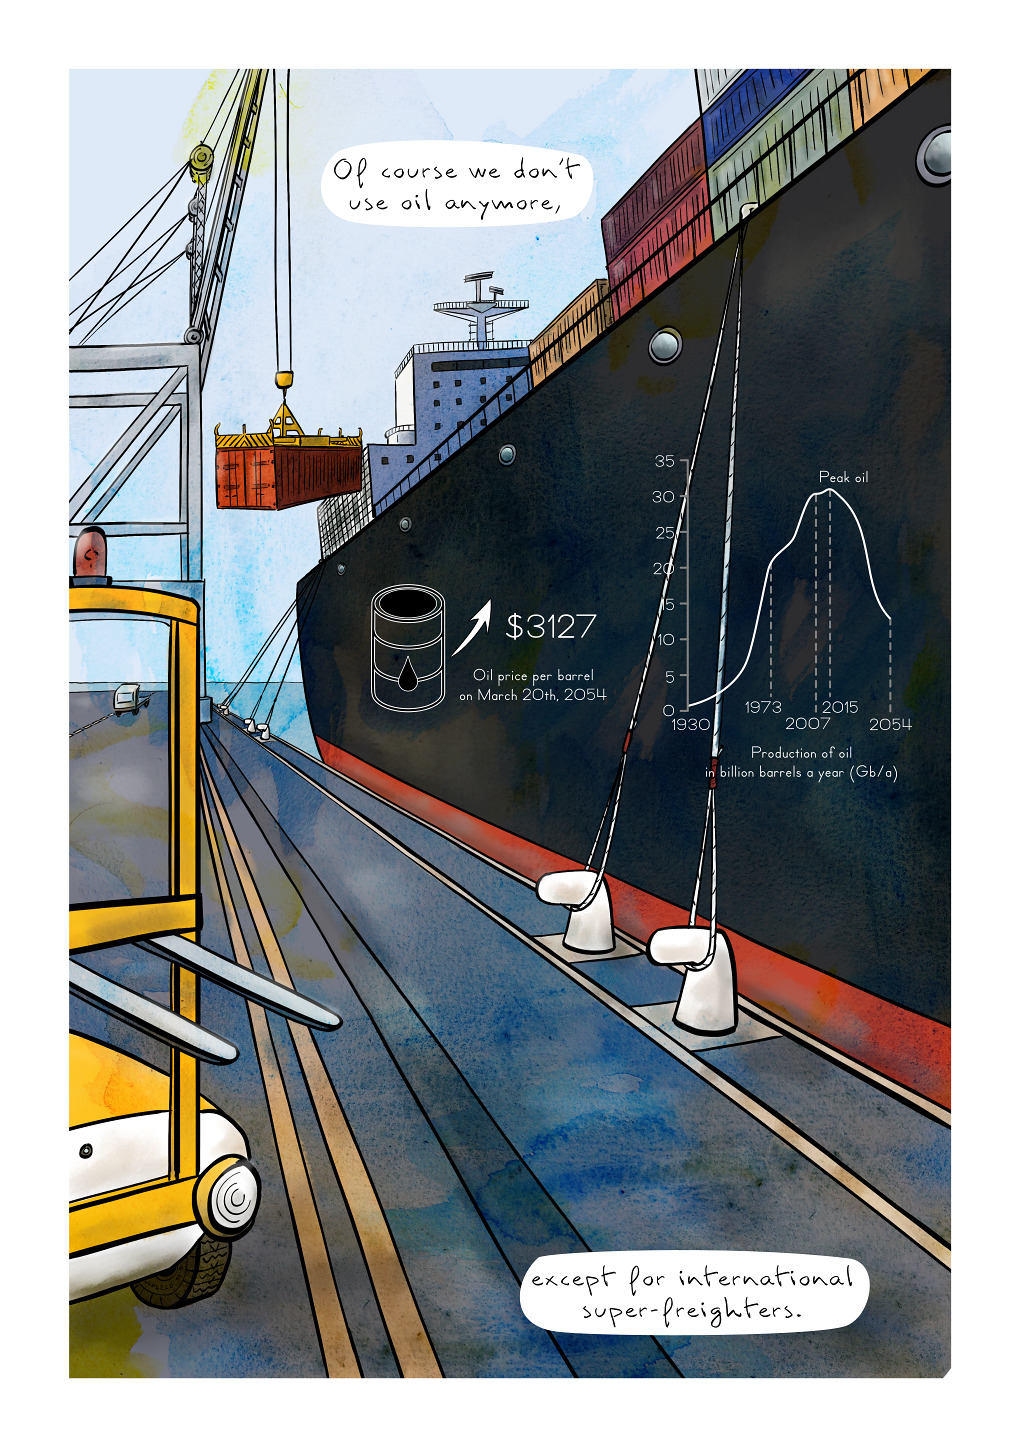 Of course we don't
use oil anymore,
35
Peak oil
30
25
20
15
10
5
0
$3127
Oil price per barrel
on March 20th, 2054
1930
1973
2007
2015
2054
Production of oil
in billion barrels a year (Gb/a)
except for international
super-freighters.